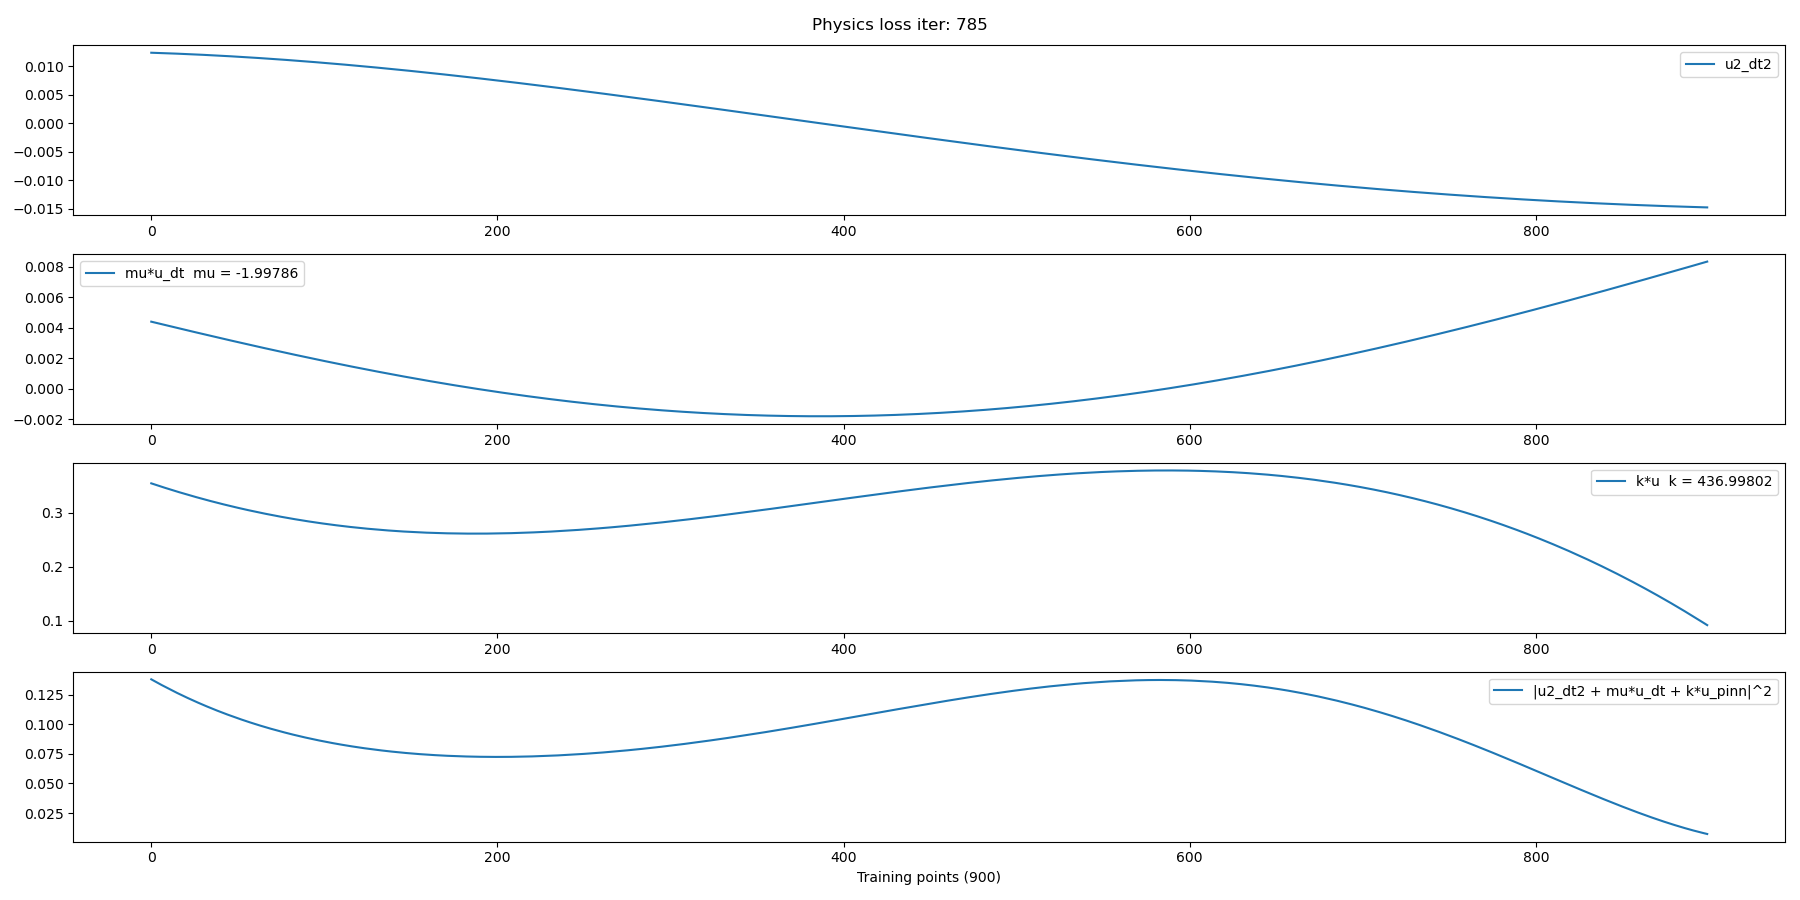 Physics loss iter: 785
0.010
0.005
0.000
−0.005
−0.010
−0.015
u2_dt2
0 200 400 600 800
0.008
0.006
0.004
0.002
0.000
−0.002
mu*u_dt  mu = -1.99786
0 200 400 600 800
0.3
0.2
0.1
k*u  k = 436.99802
0 200 400 600 800
0.125
0.100
0.075
0.050
0.025
|u2_dt2 + mu*u_dt + k*u_pinn|^2
0 200 400 600 800
Training points (900)